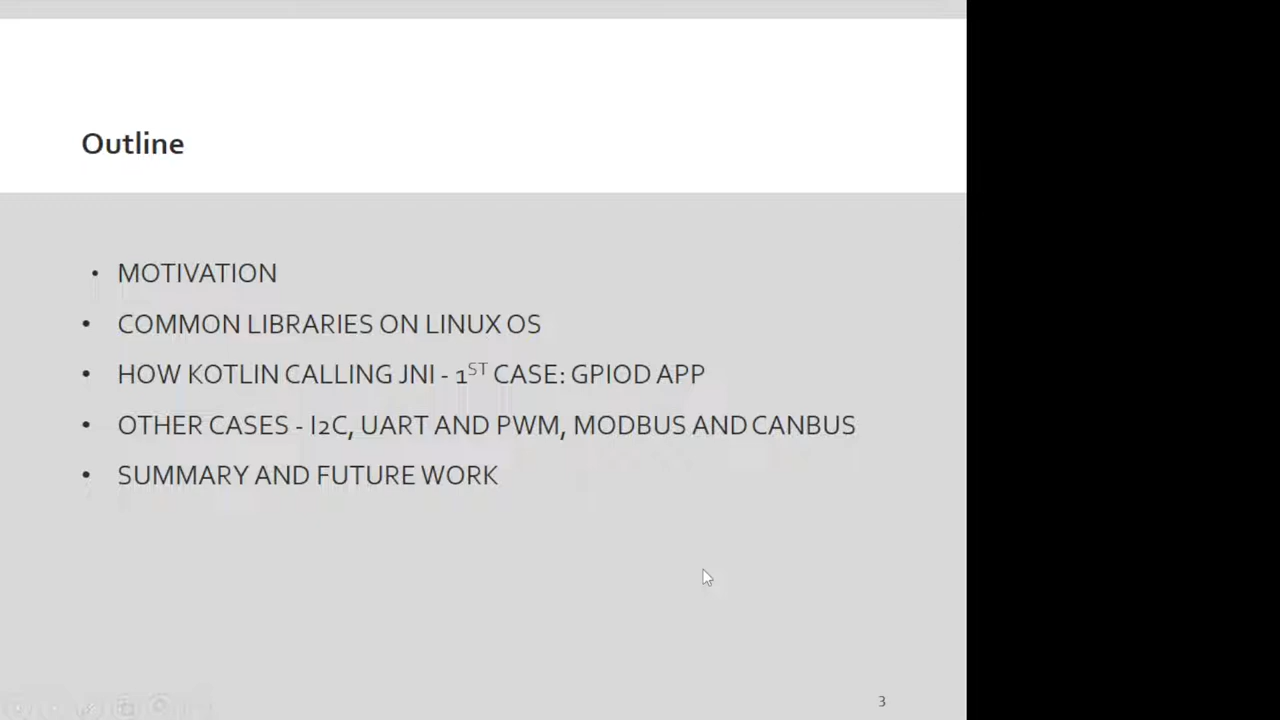 Outline
• MOTIVATION
• COMMON LIBRARIES ON LINUX OS
• HOW KOTLIN CALLING JNI - 1ST CASE: GPIOD APP
• OTHER CASES - I2C, UART AND PWM, MODBUS AND CANBUS
• SUMMARY AND FUTURE WORK
3